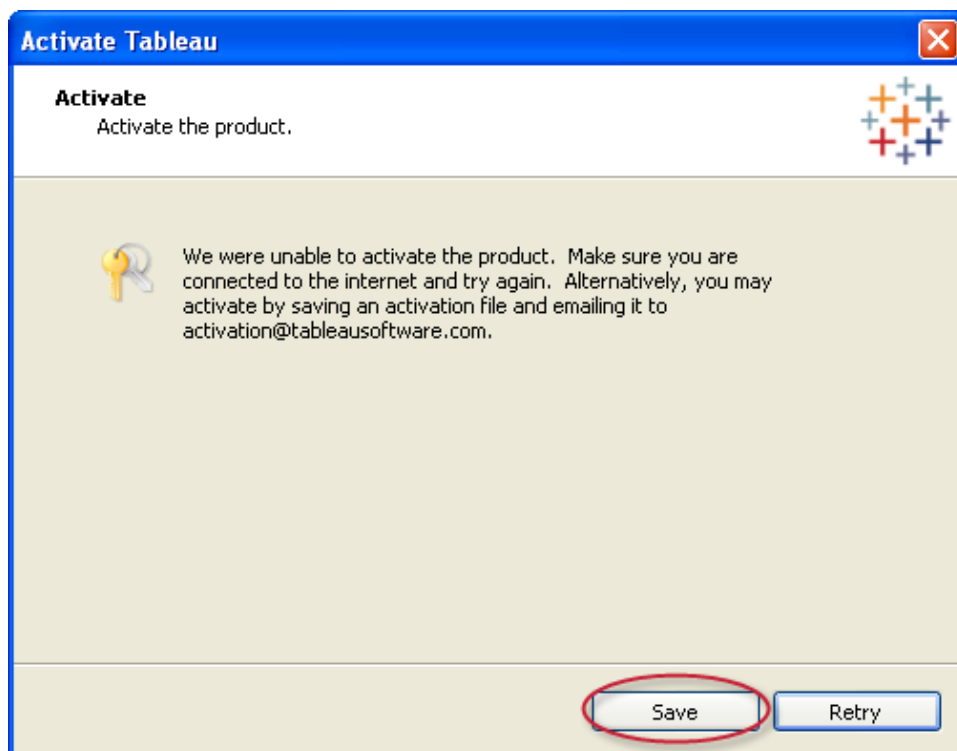 Activate Tableau
Activate
Activate the product.
We were unable to activate the product.  Make sure you are
connected to the internet and try again.  Alternatively, you may
activate by saving an activation file and emailing it to
activation@tableausoftware.com.
Save
Retry